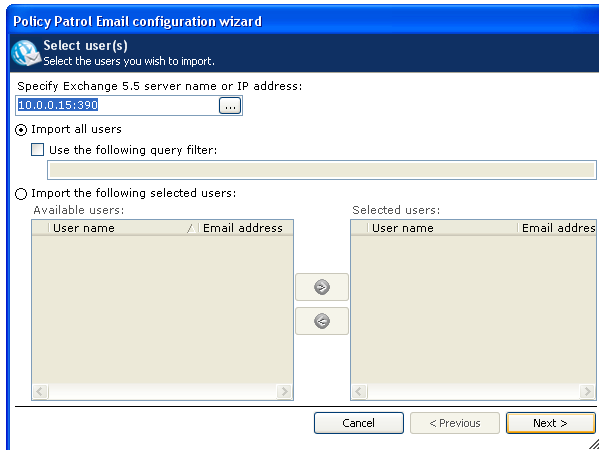 Policy Patrol Email configuration wizard
Select user(s)
Select the users you wish to import.
Specify Exchange 5.5 server name or IP address:
10.0.0.15:390 ...
Import all users
Use the following query filter:
Import the following selected users:
Available users: Selected users:
User name / Email address User name Email addres
Cancel < Previous Next >